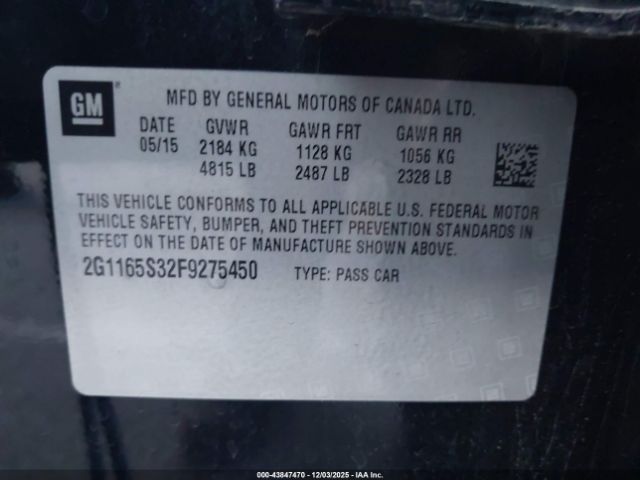 GM
MFD BY GENERAL MOTORS OF CANADA LTD.
DATE GVWR GAWR FRT GAWR RR
05/15 2184 KG 1128 KG 1056 KG
4815 LB 2487 LB 2328 LB
THIS VEHICLE CONFORMS TO ALL APPLICABLE U.S. FEDERAL MOTOR
VEHICLE SAFETY, BUMPER, AND THEFT PREVENTION STANDARDS IN
EFFECT ON THE DATE OF MANUFACTURE SHOWN ABOVE.
2G1165S32F9275450 TYPE: PASS CAR
000-43847470 - 12/03/2025 - IAA Inc.